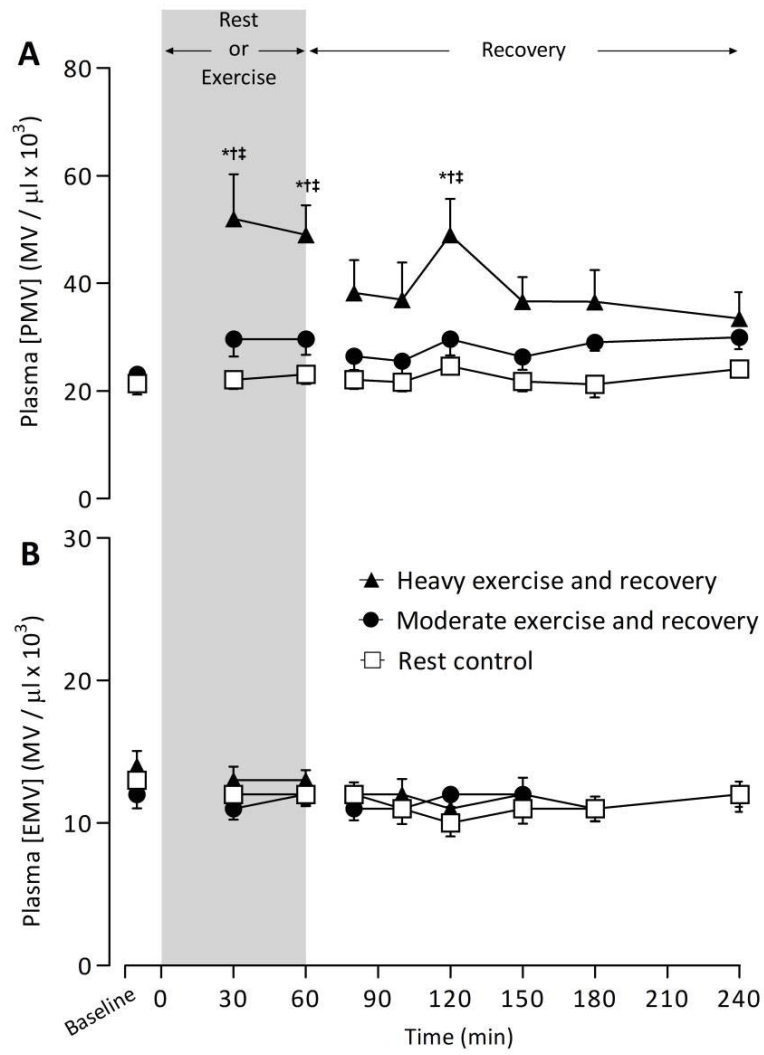 Rest
or
Exercise
Recovery
A
80
60
40
20
0
*†‡
*†‡
*†‡
Plasma [PMV] (MV / μl x 10³)
B
30
20
10
0
Plasma [EMV] (MV / μl x 10³)
Heavy exercise and recovery
Moderate exercise and recovery
Rest control
Baseline 0 30 60 90 120 150 180 210 240
Time (min)